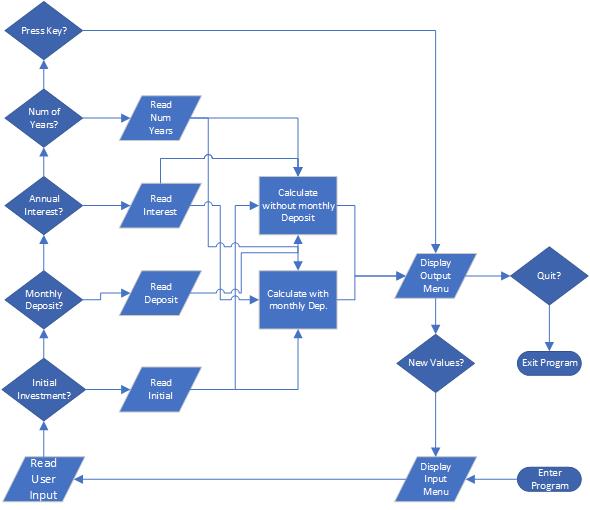 Press Key?
Num of
Years?
Read
Num
Years
Annual
Interest?
Read
Interest
Calculate
without monthly
Deposit
Monthly
Deposit?
Read
Deposit
Calculate with
monthly Dep.
Display
Output
Menu
Quit?
Initial
Investment?
Read
Initial
New Values?
Exit Program
Read
User
Input
Display
Input
Menu
Enter
Program